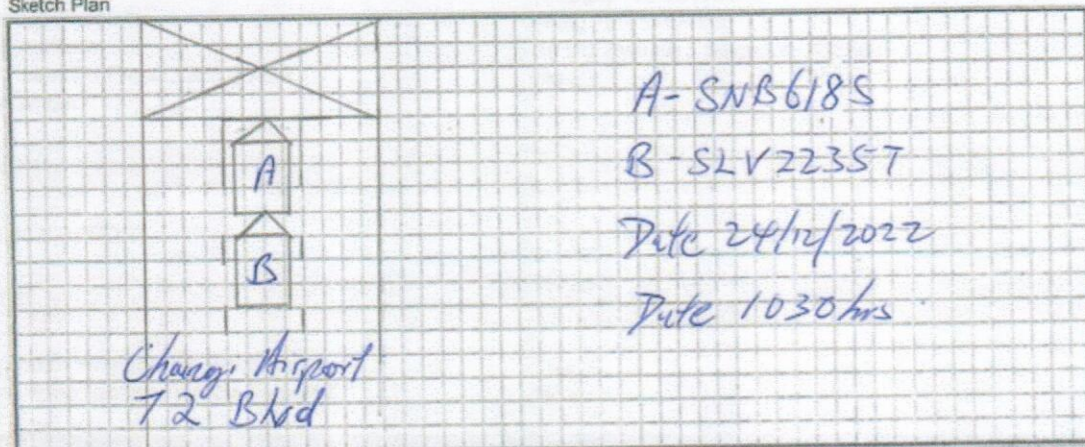 Sketch Plan
A
B
Changi Airport
T2 Blvd
A- SNB618S
B - SLV2235T
Date 24/12/2022
Date 1030hrs